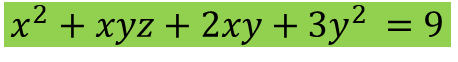 x² + xyz + 2xy + 3y² = 9